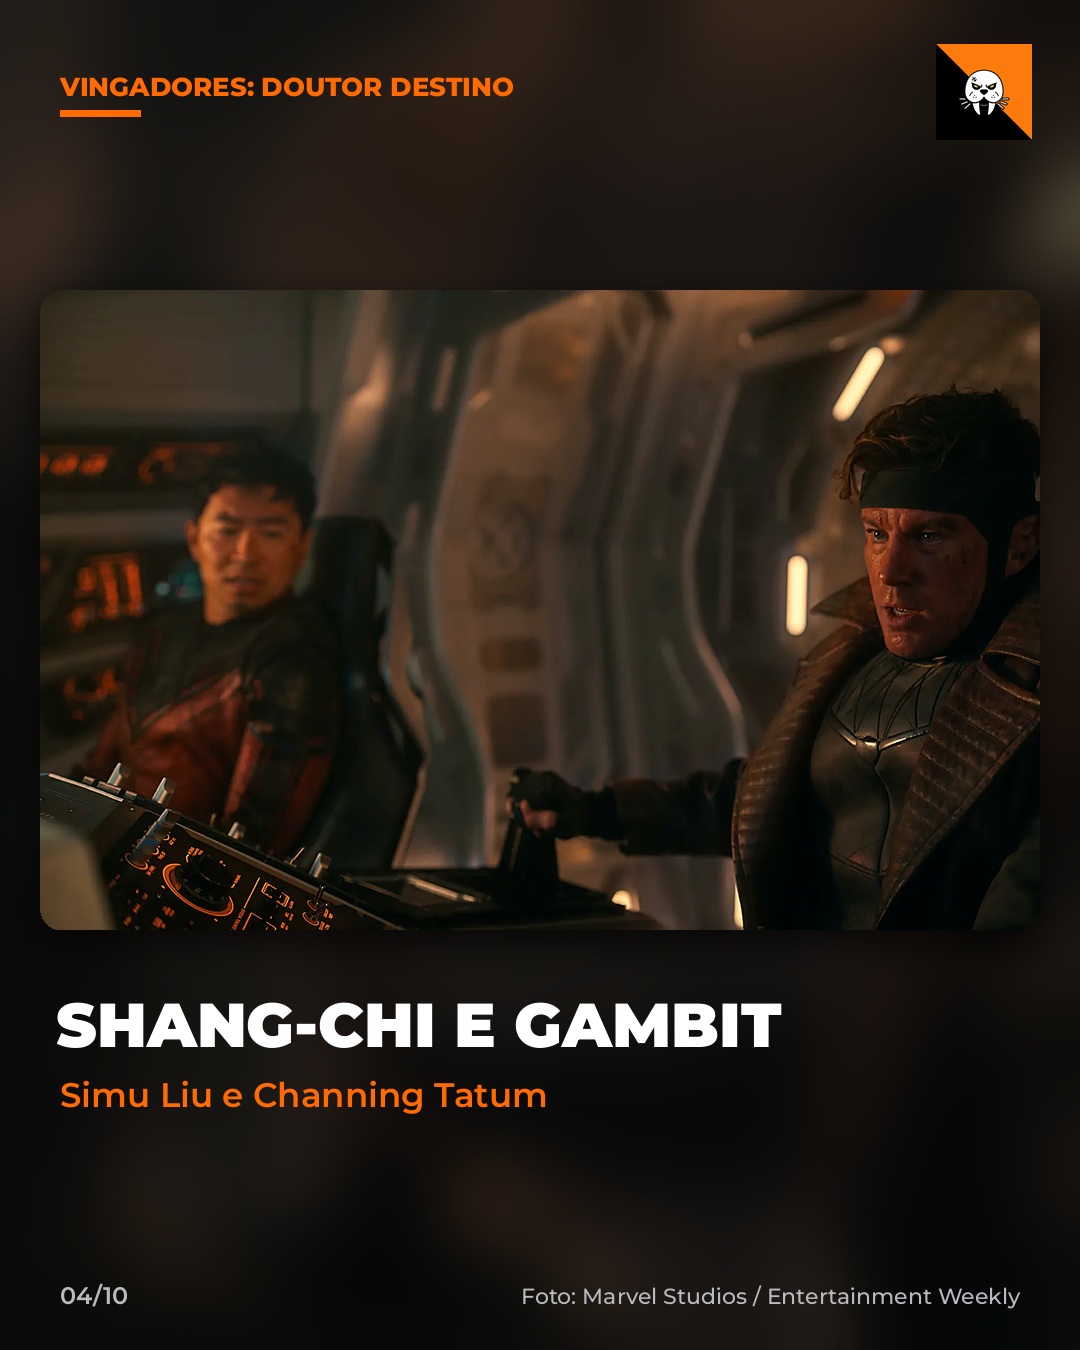 VINGADORES: DOUTOR DESTINO
SHANG-CHI E GAMBIT
Simu Liu e Channing Tatum
04/10
Foto: Marvel Studios / Entertainment Weekly